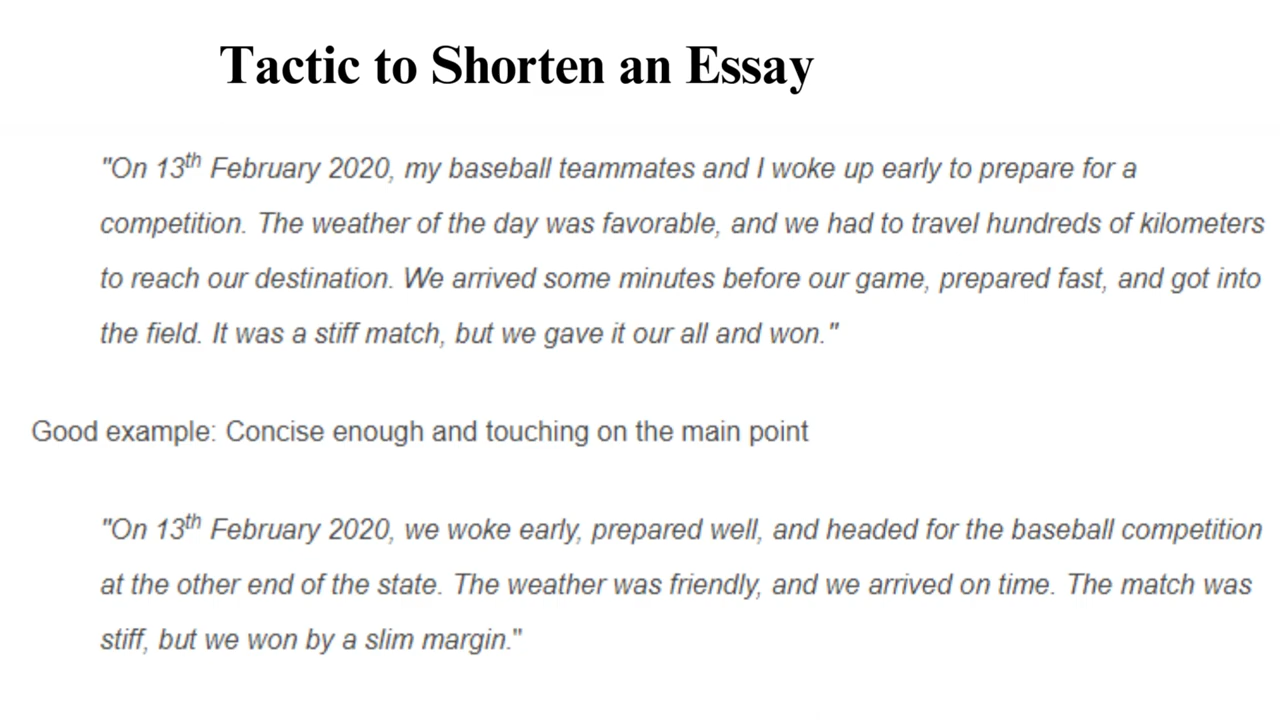 Tactic to Shorten an Essay
"On 13th February 2020, my baseball teammates and I woke up early to prepare for a
competition. The weather of the day was favorable, and we had to travel hundreds of kilometers
to reach our destination. We arrived some minutes before our game, prepared fast, and got into
the field. It was a stiff match, but we gave it our all and won."
Good example: Concise enough and touching on the main point
"On 13th February 2020, we woke early, prepared well, and headed for the baseball competition
at the other end of the state. The weather was friendly, and we arrived on time. The match was
stiff, but we won by a slim margin."